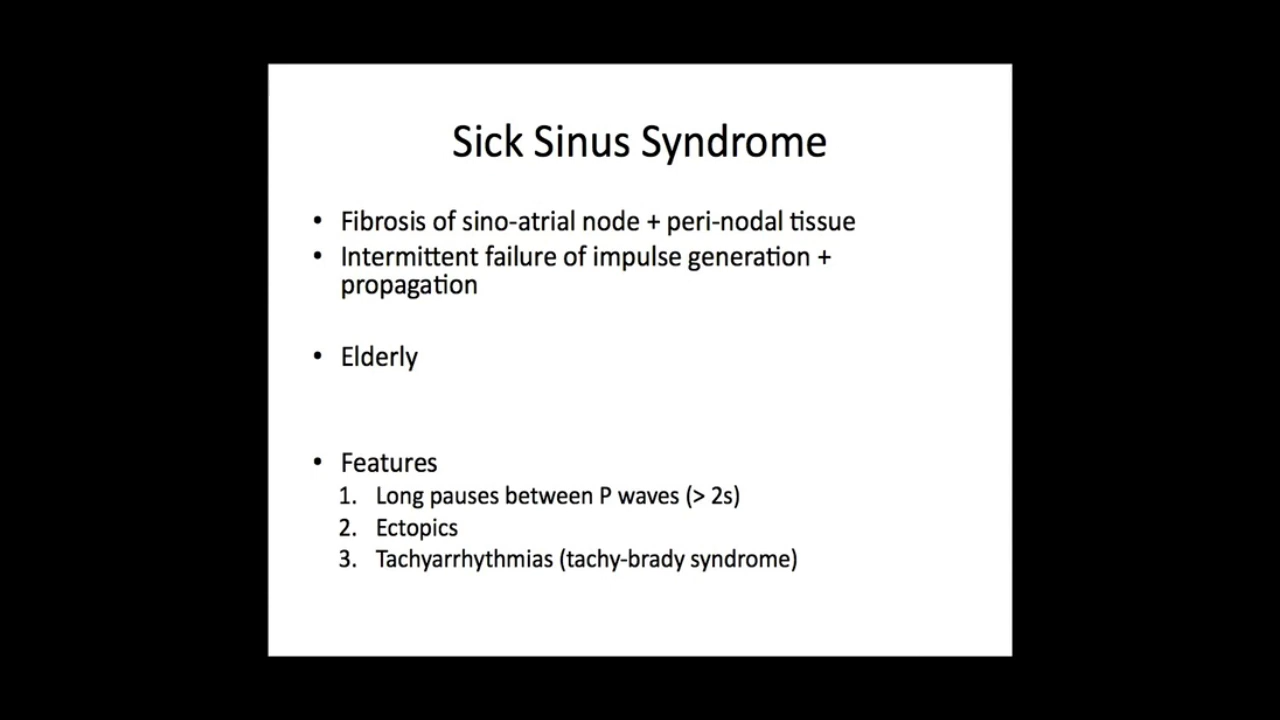 Sick Sinus Syndrome
• Fibrosis of sino-atrial node + peri-nodal tissue
• Intermittent failure of impulse generation +
propagation
• Elderly
• Features
1. Long pauses between P waves (> 2s)
2. Ectopics
3. Tachyarrhythmias (tachy-brady syndrome)